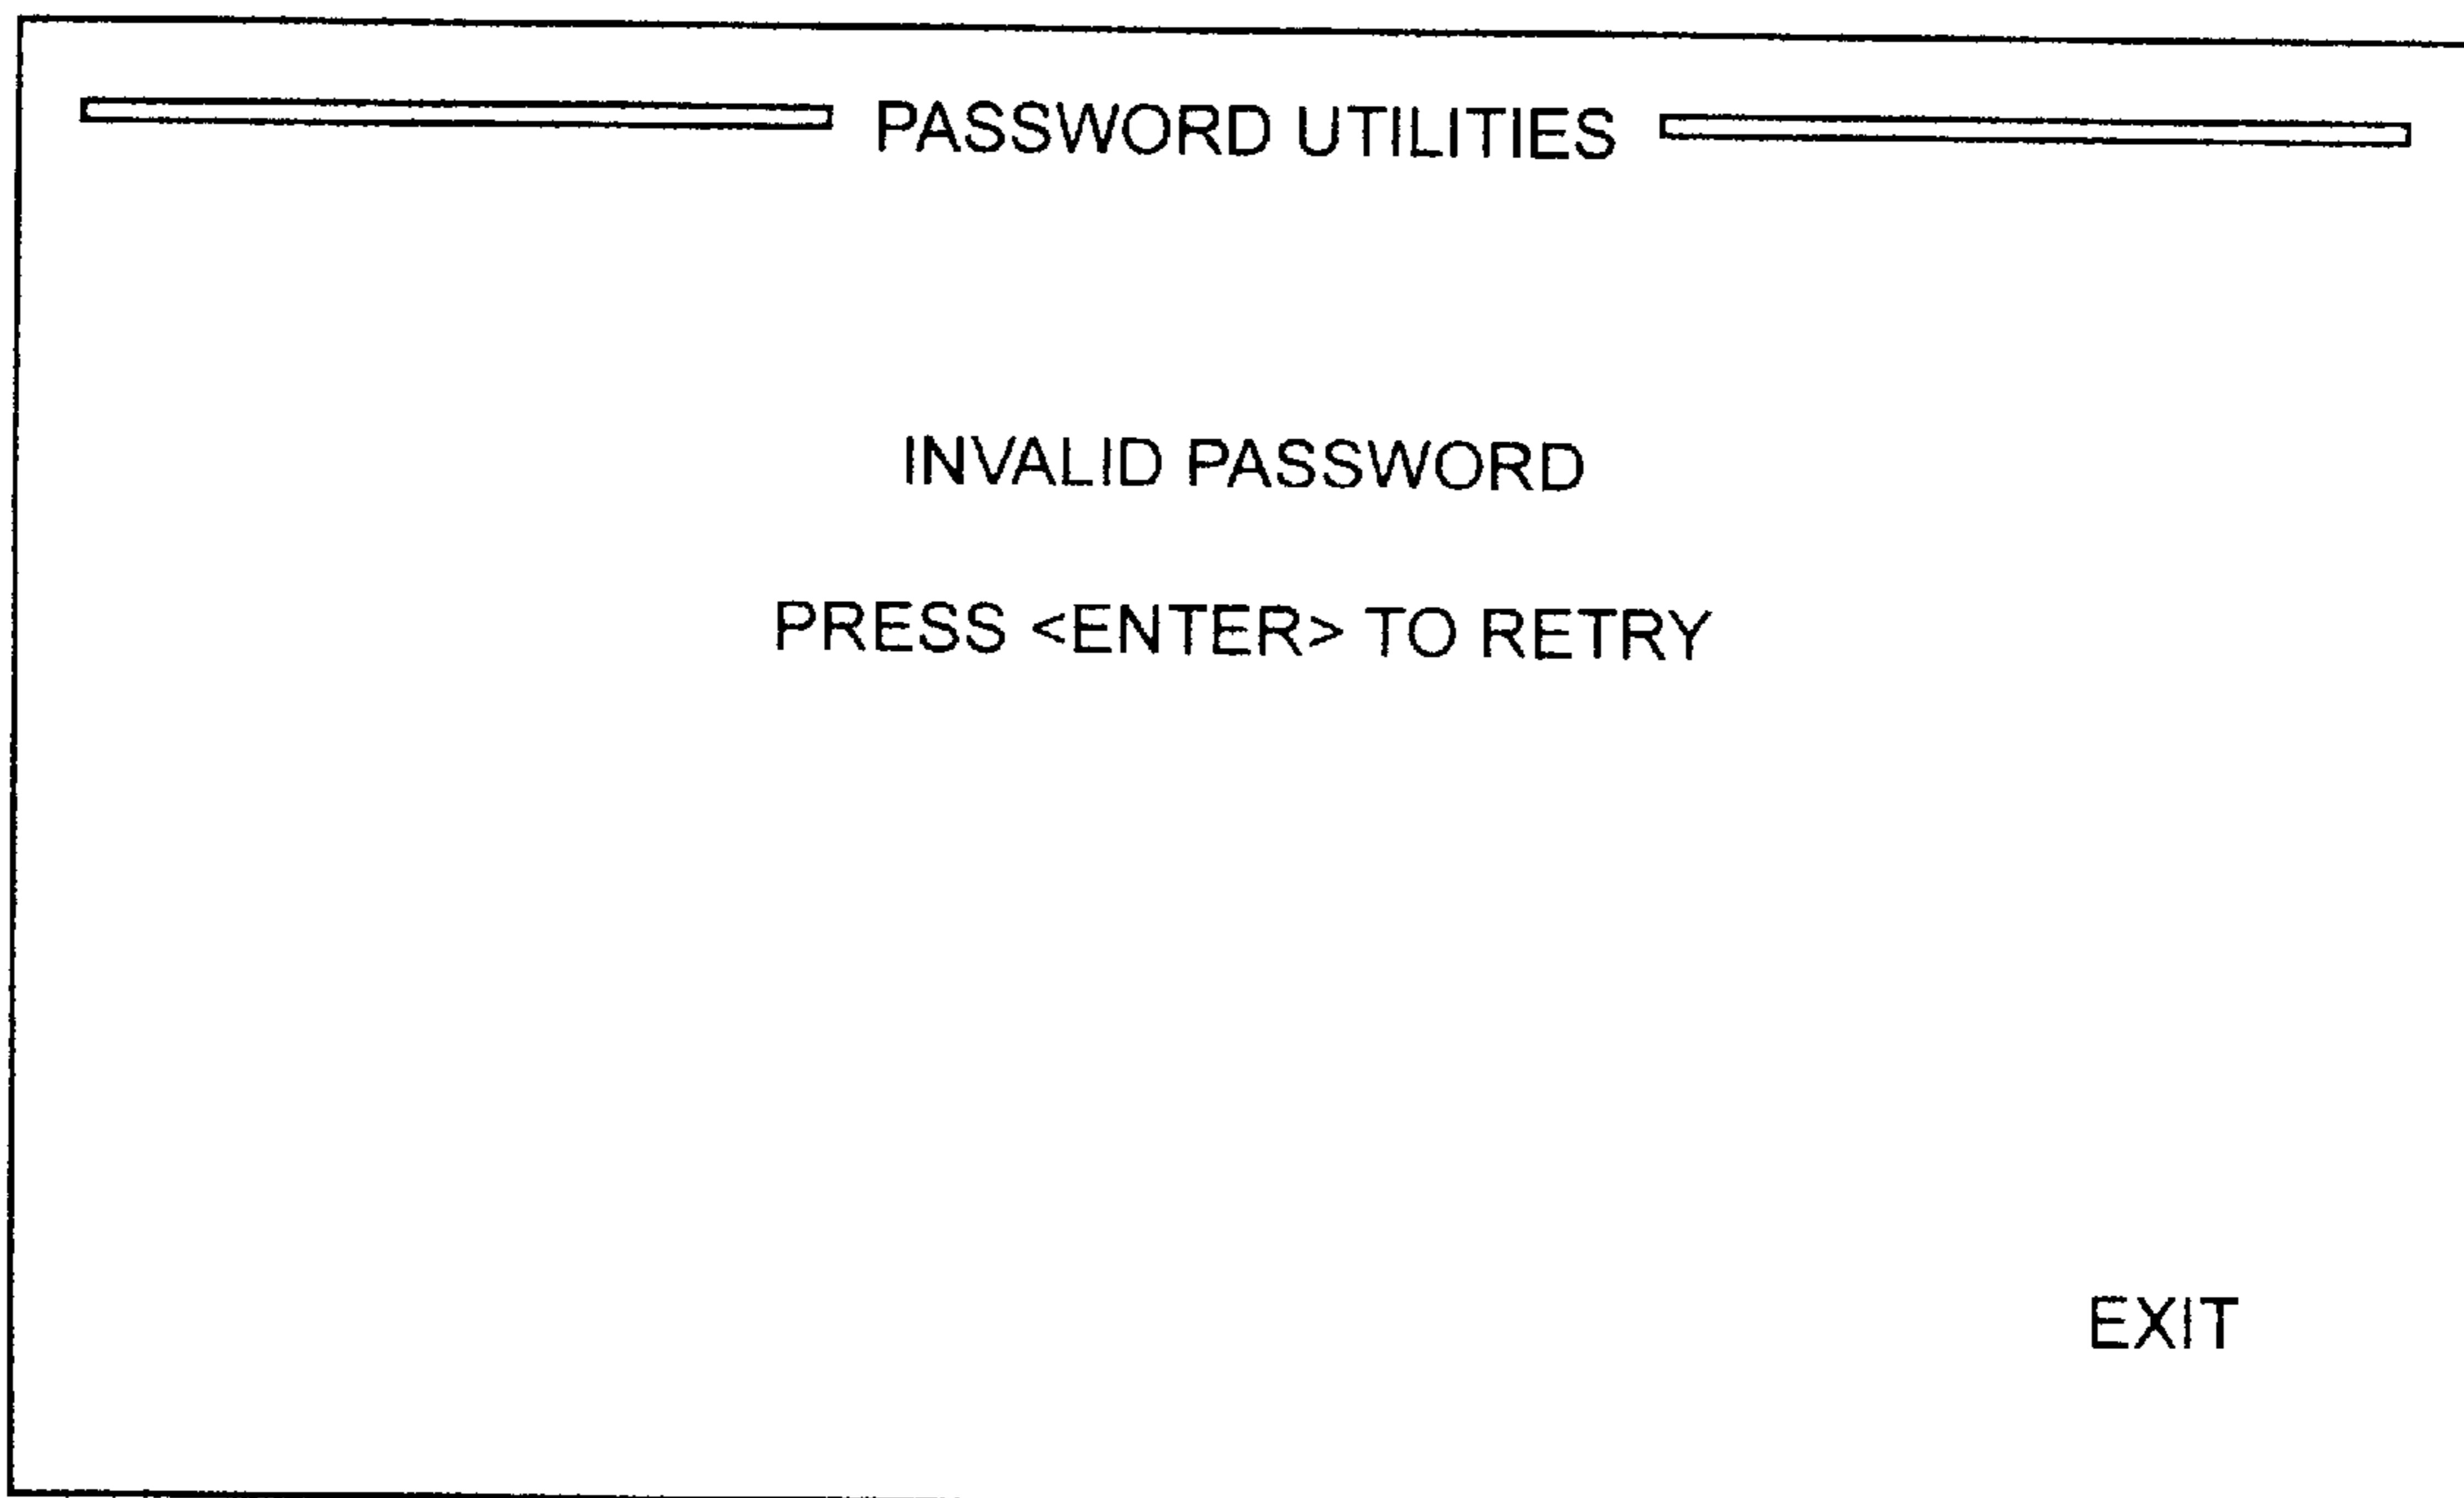 PASSWORD UTILITIES
INVALID PASSWORD
PRESS <ENTER> TO RETRY
EXIT